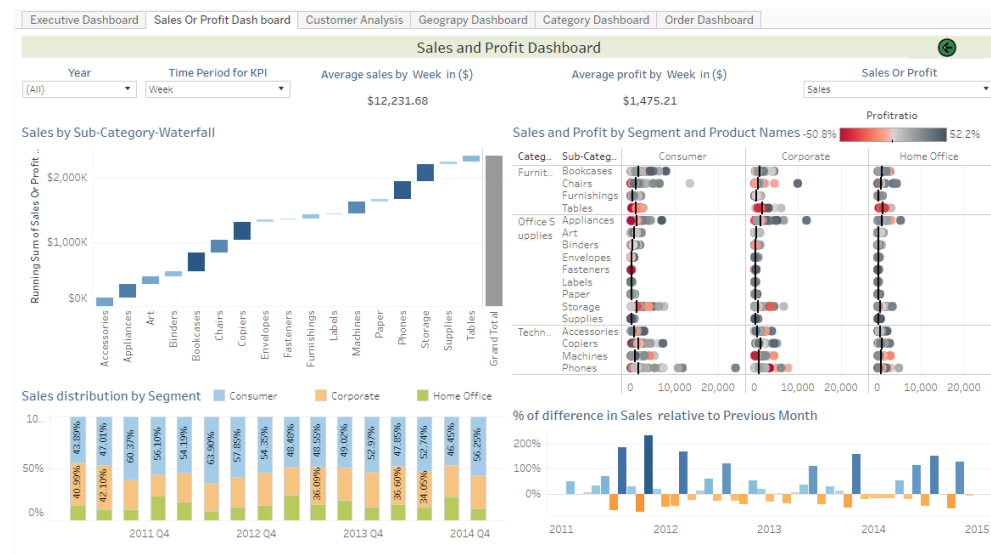 Executive Dashboard
Sales Or Profit Dash board
Customer Analysis
Geograpy Dashboard
Category Dashboard
Order Dashboard
Sales and Profit Dashboard
Year
Time Period for KPI
Average sales by Week in ($)
Average profit by Week in ($)
Sales Or Profit
(All)
Week
$12,231.68
$1,475.21
Sales
Profitratio
-50.8%
52.2%
Sales by Sub-Category-Waterfall
Running Sum of Sales Or Profit ..
$2,000K
$1,000K
$0K
Accessories
Appliances
Art
Binders
Bookcases
Chairs
Copiers
Envelopes
Fasteners
Furnishings
Labels
Machines
Paper
Phones
Storage
Supplies
Tables
Grand Total
Sales and Profit by Segment and Product Names
Categ..
Sub-Categ..
Consumer
Corporate
Home Office
Furnit..
Bookcases
Chairs
Furnishings
Tables
Office S
upplies
Appliances
Art
Binders
Envelopes
Fasteners
Labels
Paper
Storage
Supplies
Techn..
Accessories
Copiers
Machines
Phones
0 10,000 20,000
0 10,000 20,000
0 10,000 20,000
Sales distribution by Segment
Consumer
Corporate
Home Office
10..
50%
0%
43.89%
47.01%
60.37%
56.10%
54.19%
63.90%
57.85%
54.35%
48.48%
48.55%
49.02%
52.97%
47.85%
52.74%
46.45%
56.25%
40.99%
42.10%
36.09%
36.60%
34.05%
2011 Q4
2012 Q4
2013 Q4
2014 Q4
% of difference in Sales relative to Previous Month
200%
100%
0%
2011
2012
2013
2014
2015